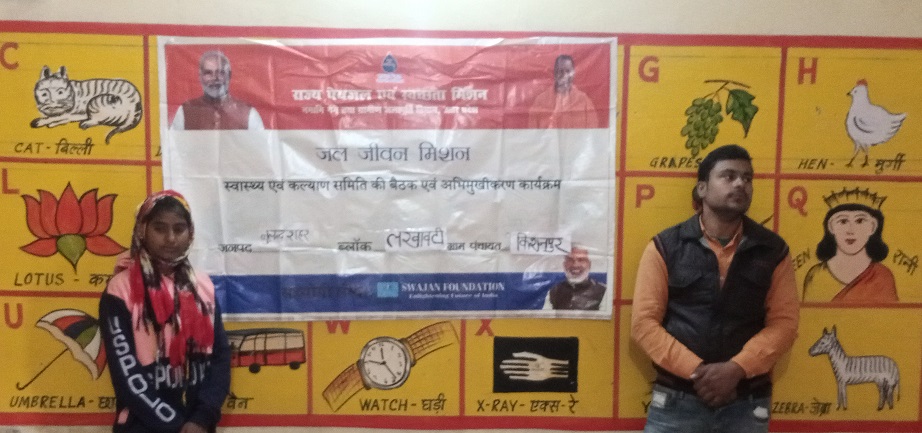 C
CAT-बिल्ली
G
GRAPES
H
HEN-मुर्गी
राज्य पेयजल एवं स्वच्छता मिशन
जल जीवन मिशन
स्वास्थ्य एवं कल्याण समिति की बैठक एवं अभिमुखीकरण कार्यक्रम
जनपद
ब्लॉक लखावटी ग्राम पंचायत किशनपुर
SWAJAN FOUNDATION
Enlightening Future of India
L
LOTUS - क
P
Q
EEN रानी
U
UMBRELLA-छा
वैन
W
WATCH-घड़ी
X
X-RAY-एक्स-रे
Y
ZEBRA-जेब्रा
USPOLO